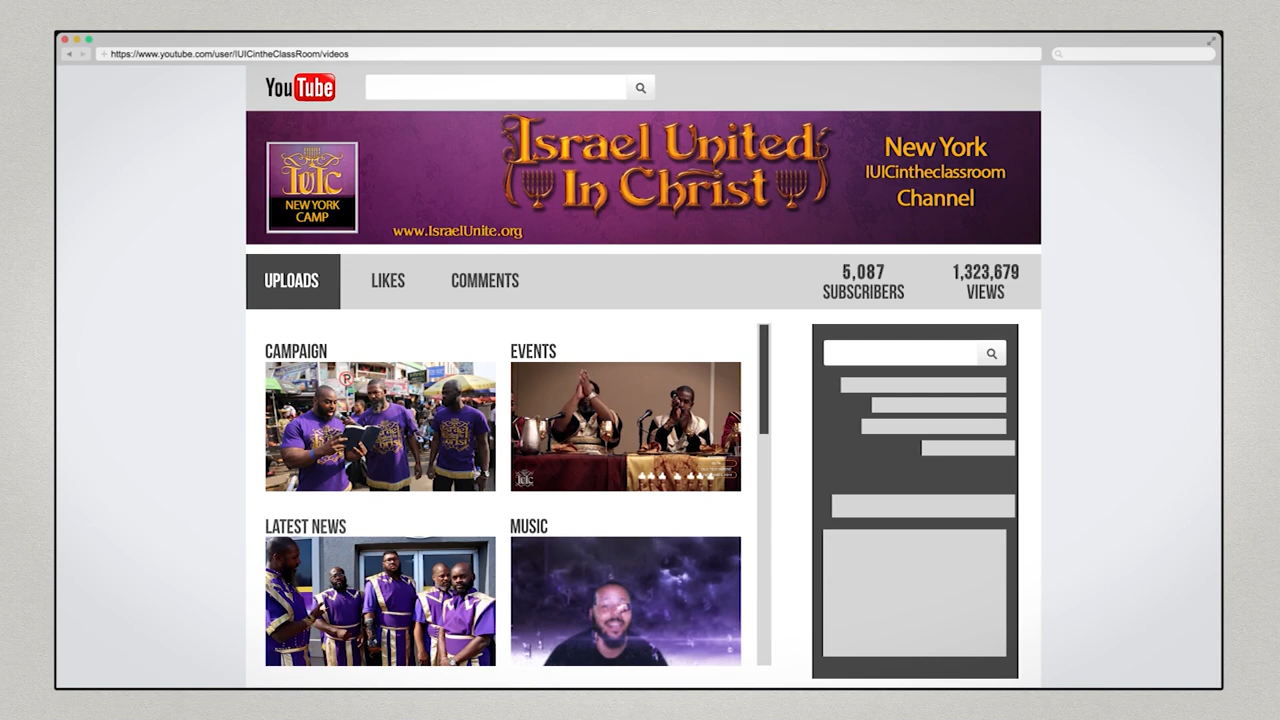 https://www.youtube.com/user/IUICintheClassRoom/videos
YouTube
IUIC
NEW YORK
CAMP
www.IsraelUnite.org
Israel United
In Christ
New York
IUICintheclassroom
Channel
UPLOADS
LIKES
COMMENTS
5,087
SUBSCRIBERS
1,323,679
VIEWS
CAMPAIGN
EVENTS
LATEST NEWS
MUSIC